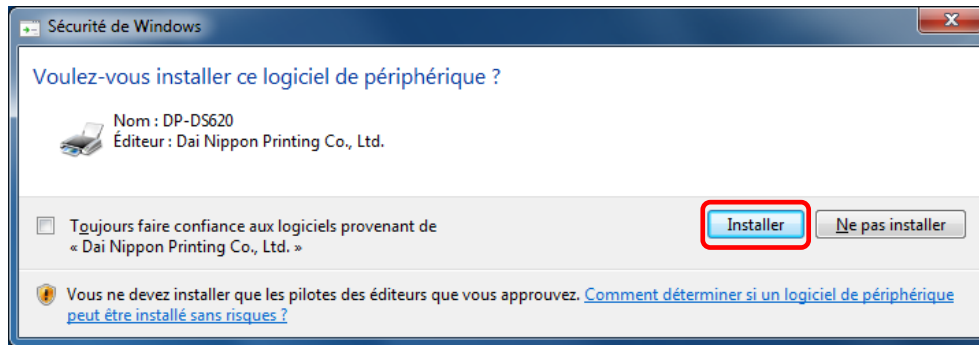 Sécurité de Windows
Voulez-vous installer ce logiciel de périphérique ?
Nom : DP-DS620
Éditeur : Dai Nippon Printing Co., Ltd.
Toujours faire confiance aux logiciels provenant de
« Dai Nippon Printing Co., Ltd. »
Installer
Ne pas installer
Vous ne devez installer que les pilotes des éditeurs que vous approuvez. Comment déterminer si un logiciel de périphérique
peut être installé sans risques ?